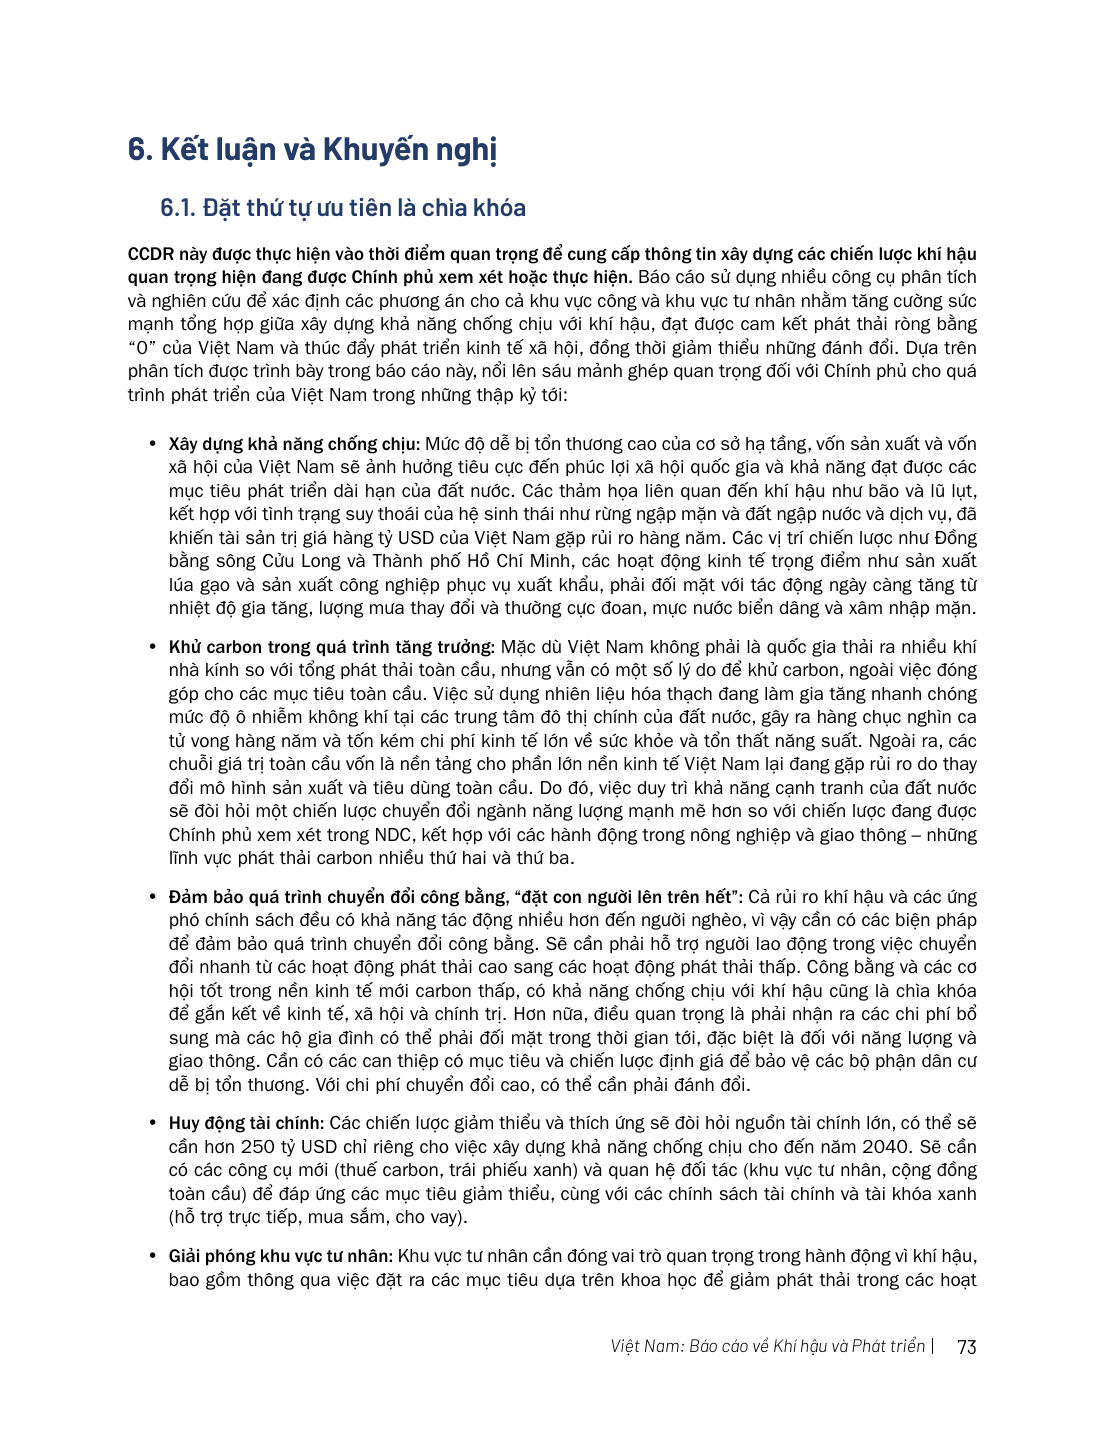 6. Kết luận và Khuyến nghị
6.1. Đặt thứ tự ưu tiên là chìa khóa
CCDR này được thực hiện vào thời điểm quan trọng để cung cấp thông tin xây dựng các chiến lược khí hậu
quan trọng hiện đang được Chính phủ xem xét hoặc thực hiện. Báo cáo sử dụng nhiều công cụ phân tích
và nghiên cứu để xác định các phương án cho cả khu vực công và khu vực tư nhân nhằm tăng cường sức
mạnh tổng hợp giữa xây dựng khả năng chống chịu với khí hậu, đạt được cam kết phát thải ròng bằng
“0” của Việt Nam và thúc đẩy phát triển kinh tế xã hội, đồng thời giảm thiểu những đánh đổi. Dựa trên
phân tích được trình bày trong báo cáo này, nổi lên sáu mảnh ghép quan trọng đối với Chính phủ cho quá
trình phát triển của Việt Nam trong những thập kỷ tới:
• Xây dựng khả năng chống chịu: Mức độ dễ bị tổn thương cao của cơ sở hạ tầng, vốn sản xuất và vốn
xã hội của Việt Nam sẽ ảnh hưởng tiêu cực đến phúc lợi xã hội quốc gia và khả năng đạt được các
mục tiêu phát triển dài hạn của đất nước. Các thảm họa liên quan đến khí hậu như bão và lũ lụt,
kết hợp với tình trạng suy thoái của hệ sinh thái như rừng ngập mặn và đất ngập nước và dịch vụ, đã
khiến tài sản trị giá hàng tỷ USD của Việt Nam gặp rủi ro hàng năm. Các vị trí chiến lược như Đồng
bằng sông Cửu Long và Thành phố Hồ Chí Minh, các hoạt động kinh tế trọng điểm như sản xuất
lúa gạo và sản xuất công nghiệp phục vụ xuất khẩu, phải đối mặt với tác động ngày càng tăng từ
nhiệt độ gia tăng, lượng mưa thay đổi và thường cực đoan, mực nước biển dâng và xâm nhập mặn.
• Khử carbon trong quá trình tăng trưởng: Mặc dù Việt Nam không phải là quốc gia thải ra nhiều khí
nhà kính so với tổng phát thải toàn cầu, nhưng vẫn có một số lý do để khử carbon, ngoài việc đóng
góp cho các mục tiêu toàn cầu. Việc sử dụng nhiên liệu hóa thạch đang làm gia tăng nhanh chóng
mức độ ô nhiễm không khí tại các trung tâm đô thị chính của đất nước, gây ra hàng chục nghìn ca
tử vong hàng năm và tốn kém chi phí kinh tế lớn về sức khỏe và tổn thất năng suất. Ngoài ra, các
chuỗi giá trị toàn cầu vốn là nền tảng cho phần lớn nền kinh tế Việt Nam lại đang gặp rủi ro do thay
đổi mô hình sản xuất và tiêu dùng toàn cầu. Do đó, việc duy trì khả năng cạnh tranh của đất nước
sẽ đòi hỏi một chiến lược chuyển đổi ngành năng lượng mạnh mẽ hơn so với chiến lược đang được
Chính phủ xem xét trong NDC, kết hợp với các hành động trong nông nghiệp và giao thông – những
lĩnh vực phát thải carbon nhiều thứ hai và thứ ba.
• Đảm bảo quá trình chuyển đổi công bằng, “đặt con người lên trên hết”: Cả rủi ro khí hậu và các ứng
phó chính sách đều có khả năng tác động nhiều hơn đến người nghèo, vì vậy cần có các biện pháp
để đảm bảo quá trình chuyển đổi công bằng. Sẽ cần phải hỗ trợ người lao động trong việc chuyển
đổi nhanh từ các hoạt động phát thải cao sang các hoạt động phát thải thấp. Công bằng và các cơ
hội tốt trong nền kinh tế mới carbon thấp, có khả năng chống chịu với khí hậu cũng là chìa khóa
để gắn kết về kinh tế, xã hội và chính trị. Hơn nữa, điều quan trọng là phải nhận ra các chi phí bổ
sung mà các hộ gia đình có thể phải đối mặt trong thời gian tới, đặc biệt là đối với năng lượng và
giao thông. Cần có các can thiệp có mục tiêu và chiến lược định giá để bảo vệ các bộ phận dân cư
dễ bị tổn thương. Với chi phí chuyển đổi cao, có thể cần phải đánh đổi.
• Huy động tài chính: Các chiến lược giảm thiểu và thích ứng sẽ đòi hỏi nguồn tài chính lớn, có thể sẽ
cần hơn 250 tỷ USD chỉ riêng cho việc xây dựng khả năng chống chịu cho đến năm 2040. Sẽ cần
có các công cụ mới (thuế carbon, trái phiếu xanh) và quan hệ đối tác (khu vực tư nhân, cộng đồng
toàn cầu) để đáp ứng các mục tiêu giảm thiểu, cùng với các chính sách tài chính và tài khóa xanh
(hỗ trợ trực tiếp, mua sắm, cho vay).
• Giải phóng khu vực tư nhân: Khu vực tư nhân cần đóng vai trò quan trọng trong hành động vì khí hậu,
bao gồm thông qua việc đặt ra các mục tiêu dựa trên khoa học để giảm phát thải trong các hoạt
Việt Nam: Báo cáo về Khí hậu và Phát triển | 73